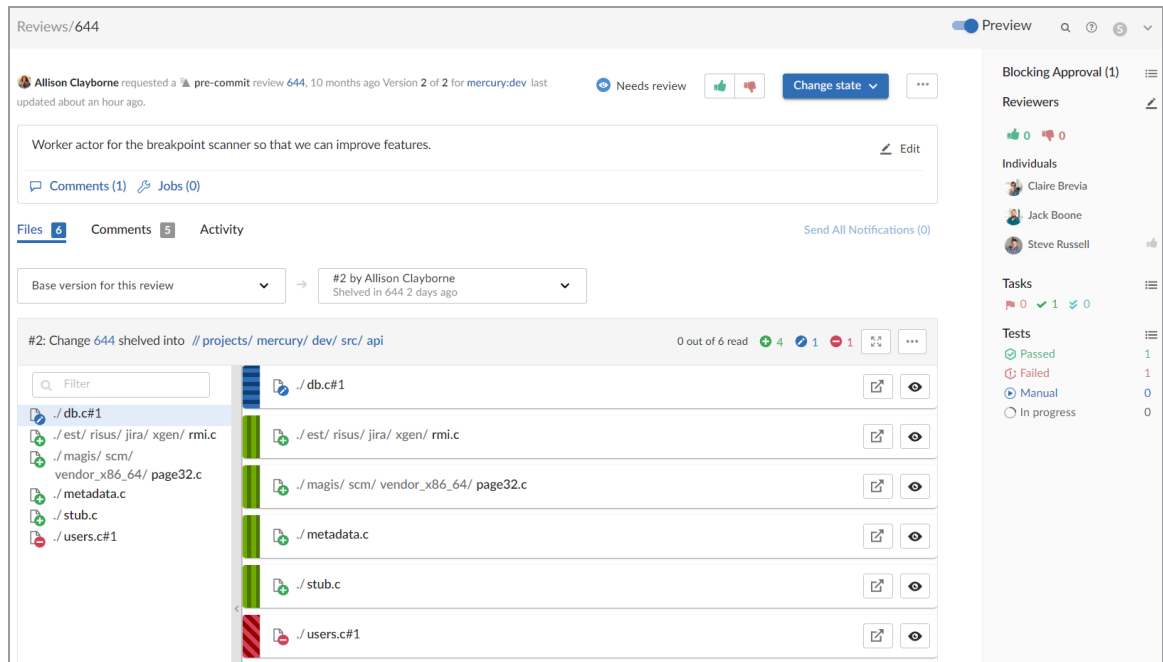 Reviews/644
Preview
S
Allison Clayborne requested a pre-commit review 644, 10 months ago Version 2 of 2 for mercury:dev last
updated about an hour ago.
Needs review
Change state
Worker actor for the breakpoint scanner so that we can improve features.
Edit
Comments (1) Jobs (0)
Files 6 Comments 5 Activity
Send All Notifications (0)
Base version for this review
#2 by Allison Clayborne
Shelved in 644 2 days ago
#2: Change 644 shelved into // projects/ mercury/ dev/ src/ api
0 out of 6 read 4 1 1
Filter
./ db.c#1
./ est/ risus/ jira/ xgen/ rmi.c
./ magis/ scm/
vendor_x86_64/ page32.c
./ metadata.c
./ stub.c
./ users.c#1
./ db.c#1
./ est/ risus/ jira/ xgen/ rmi.c
./ magis/ scm/ vendor_x86_64/ page32.c
./ metadata.c
./ stub.c
./ users.c#1
Blocking Approval (1)
Reviewers
0 0
Individuals
Claire Brevia
Jack Boone
Steve Russell
Tasks
0 1 0
Tests
Passed 1
Failed 1
Manual 0
In progress 0